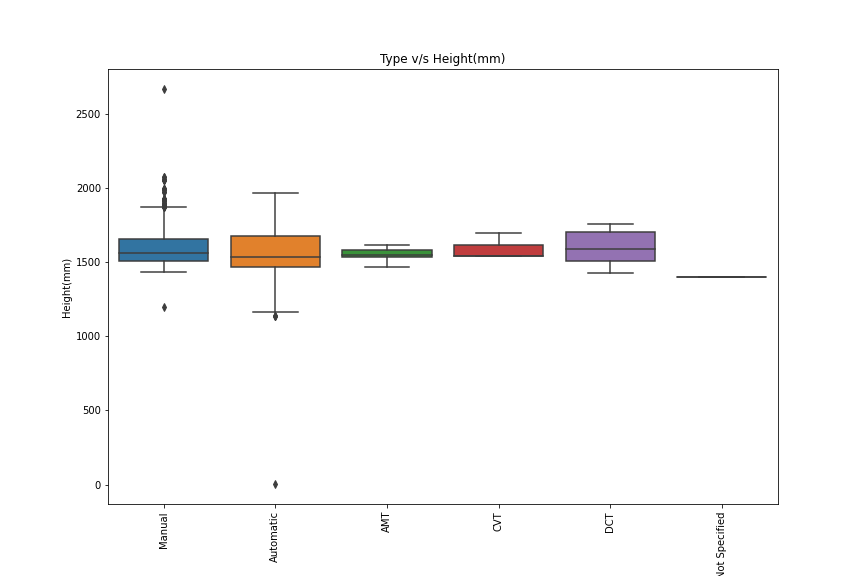 Type v/s Height(mm)
Height(mm)
2500
2000
1500
1000
500
0
Manual
Automatic
AMT
CVT
DCT
Not Specified